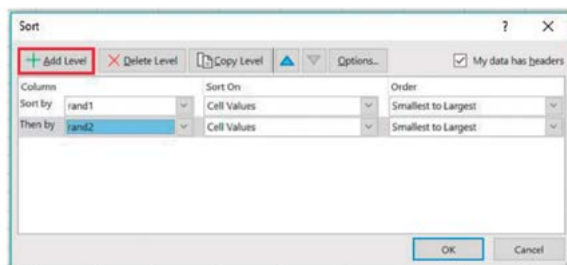 Sort ? ×
Add Level Delete Level Copy Level Options... My data has headers
Column Sort On Order
Sort by rand1 Cell Values Smallest to Largest
Then by rand2 Cell Values Smallest to Largest
OK Cancel